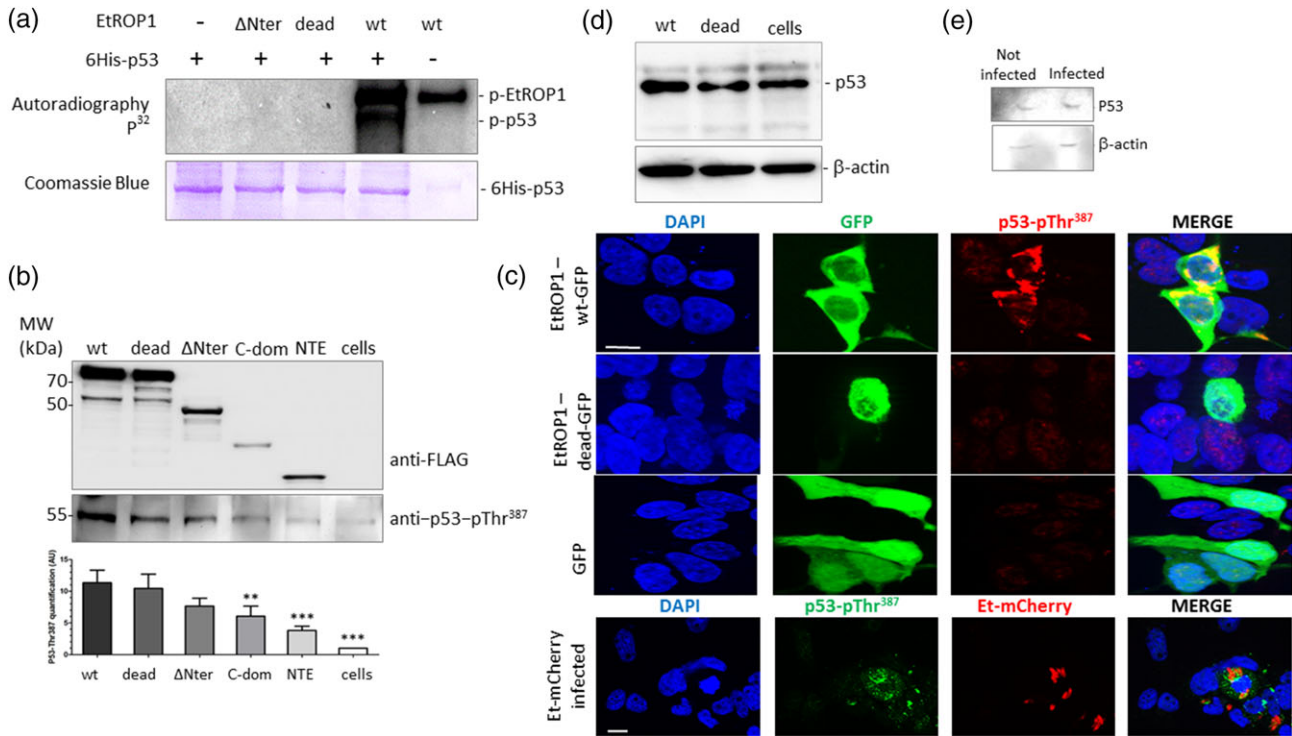 (a)
EtROP1 - ΔNter dead wt wt
6His-p53 + + + + -
Autoradiography
P³²
- p-EtROP1
- p-p53
Coomassie Blue
- 6His-p53
(d)
wt dead cells
- p53
- β-actin
(e)
Not
infected
Infected
P53
β-actin
(b)
MW
(kDa)
wt dead ΔNter C-dom NTE cells
70-
50-
anti-FLAG
55-
anti–p53–pThr³⁸⁷
P53-Thr387 quantification (AU)
15
10
5
0
** *** ***
wt dead ΔNter C-dom NTE cells
(c)
DAPI GFP p53-pThr³⁸⁷ MERGE
EtROP1 –
wt-GFP
EtROP1 –
dead-GFP
GFP
DAPI p53-pThr³⁸⁷ Et-mCherry MERGE
Et-mCherry
infected